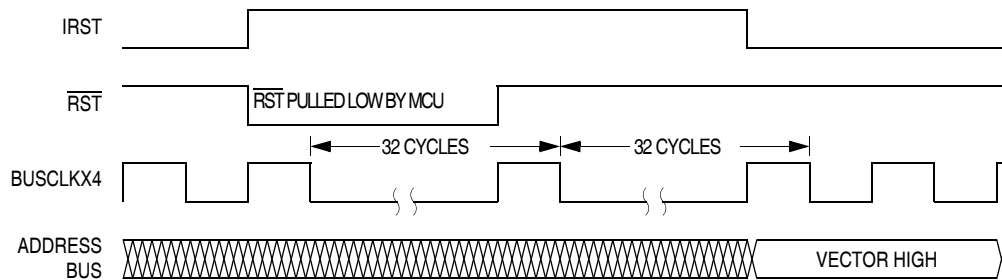 IRST
RST
RST PULLED LOW BY MCU
32 CYCLES 32 CYCLES
BUSCLKX4
ADDRESS
BUS
VECTOR HIGH